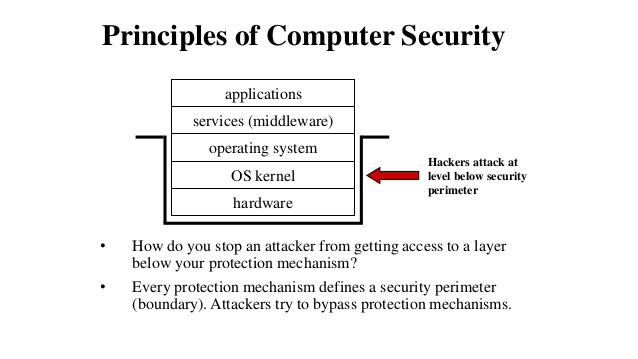 Principles of Computer Security
applications
services (middleware)
operating system
OS kernel
hardware
Hackers attack at
level below security
perimeter
• How do you stop an attacker from getting access to a layer
below your protection mechanism?
• Every protection mechanism defines a security perimeter
(boundary). Attackers try to bypass protection mechanisms.